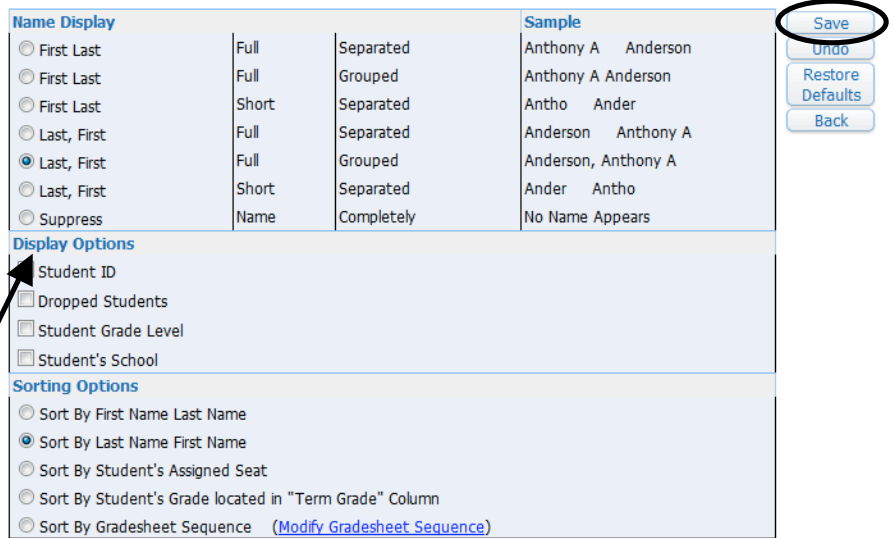 Name Display Sample
First Last Full Separated Anthony A Anderson
First Last Full Grouped Anthony A Anderson
First Last Short Separated Antho Ander
Last, First Full Separated Anderson Anthony A
Last, First Full Grouped Anderson, Anthony A
Last, First Short Separated Ander Antho
Suppress Name Completely No Name Appears
Display Options
Student ID
Dropped Students
Student Grade Level
Student's School
Sorting Options
Sort By First Name Last Name
Sort By Last Name First Name
Sort By Student's Assigned Seat
Sort By Student's Grade located in "Term Grade" Column
Sort By Gradesheet Sequence (Modify Gradesheet Sequence)
Save
Undo
Restore
Defaults
Back